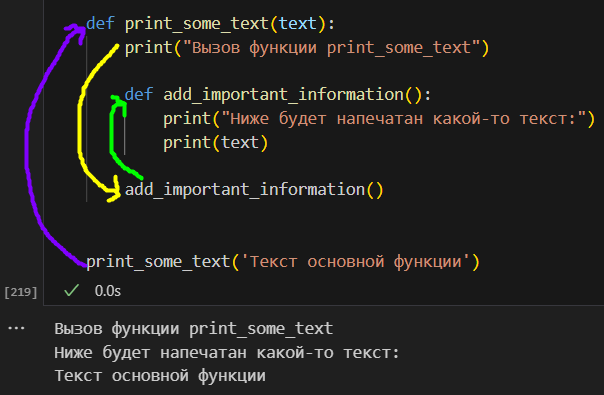 def print_some_text(text):
print("Вызов функции print_some_text")
def add_important_information():
print("Ниже будет напечатан какой-то текст:")
print(text)
add_important_information()
print_some_text('Текст основной функции')
[219]
0.0s
Вызов функции print_some_text
Ниже будет напечатан какой-то текст:
Текст основной функции